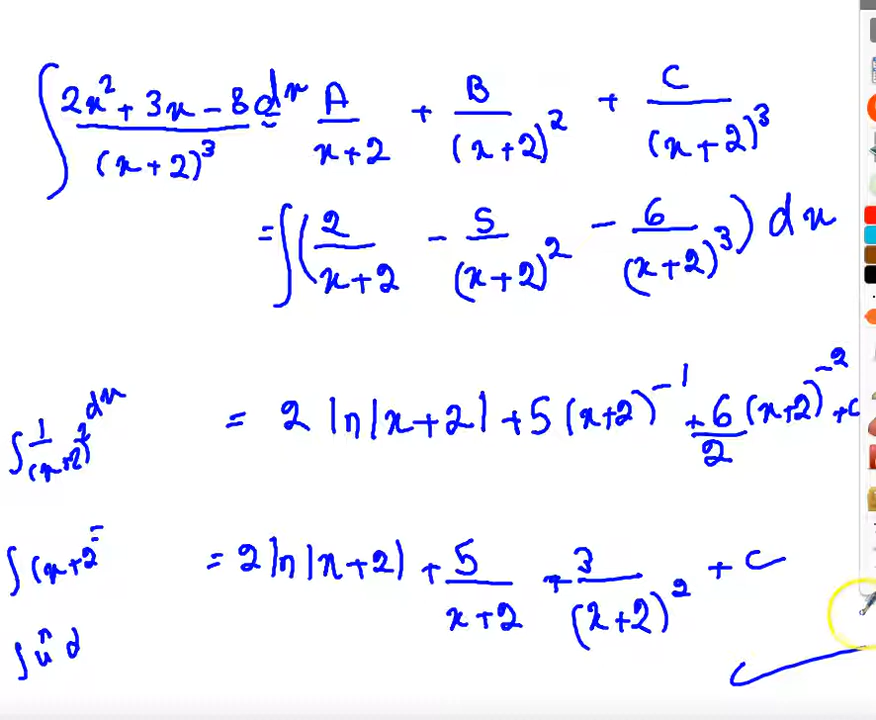 ∫ (2x² + 3x − 8)/(x + 2)³ dx A/(x+2) + B/(x+2)² + C/(x+2)³
= ∫ ( 2/(x+2) − 5/(x+2)² − 6/(x+2)³ ) dx
∫ 1/(x+2)² dx = 2 ln|x+2| + 5(x+2)⁻¹ + 6/2 (x+2)⁻² + c
∫ (x+2 = 2 ln|x+2| + 5/(x+2) + 3/(x+2)² + c
∫ uⁿ d